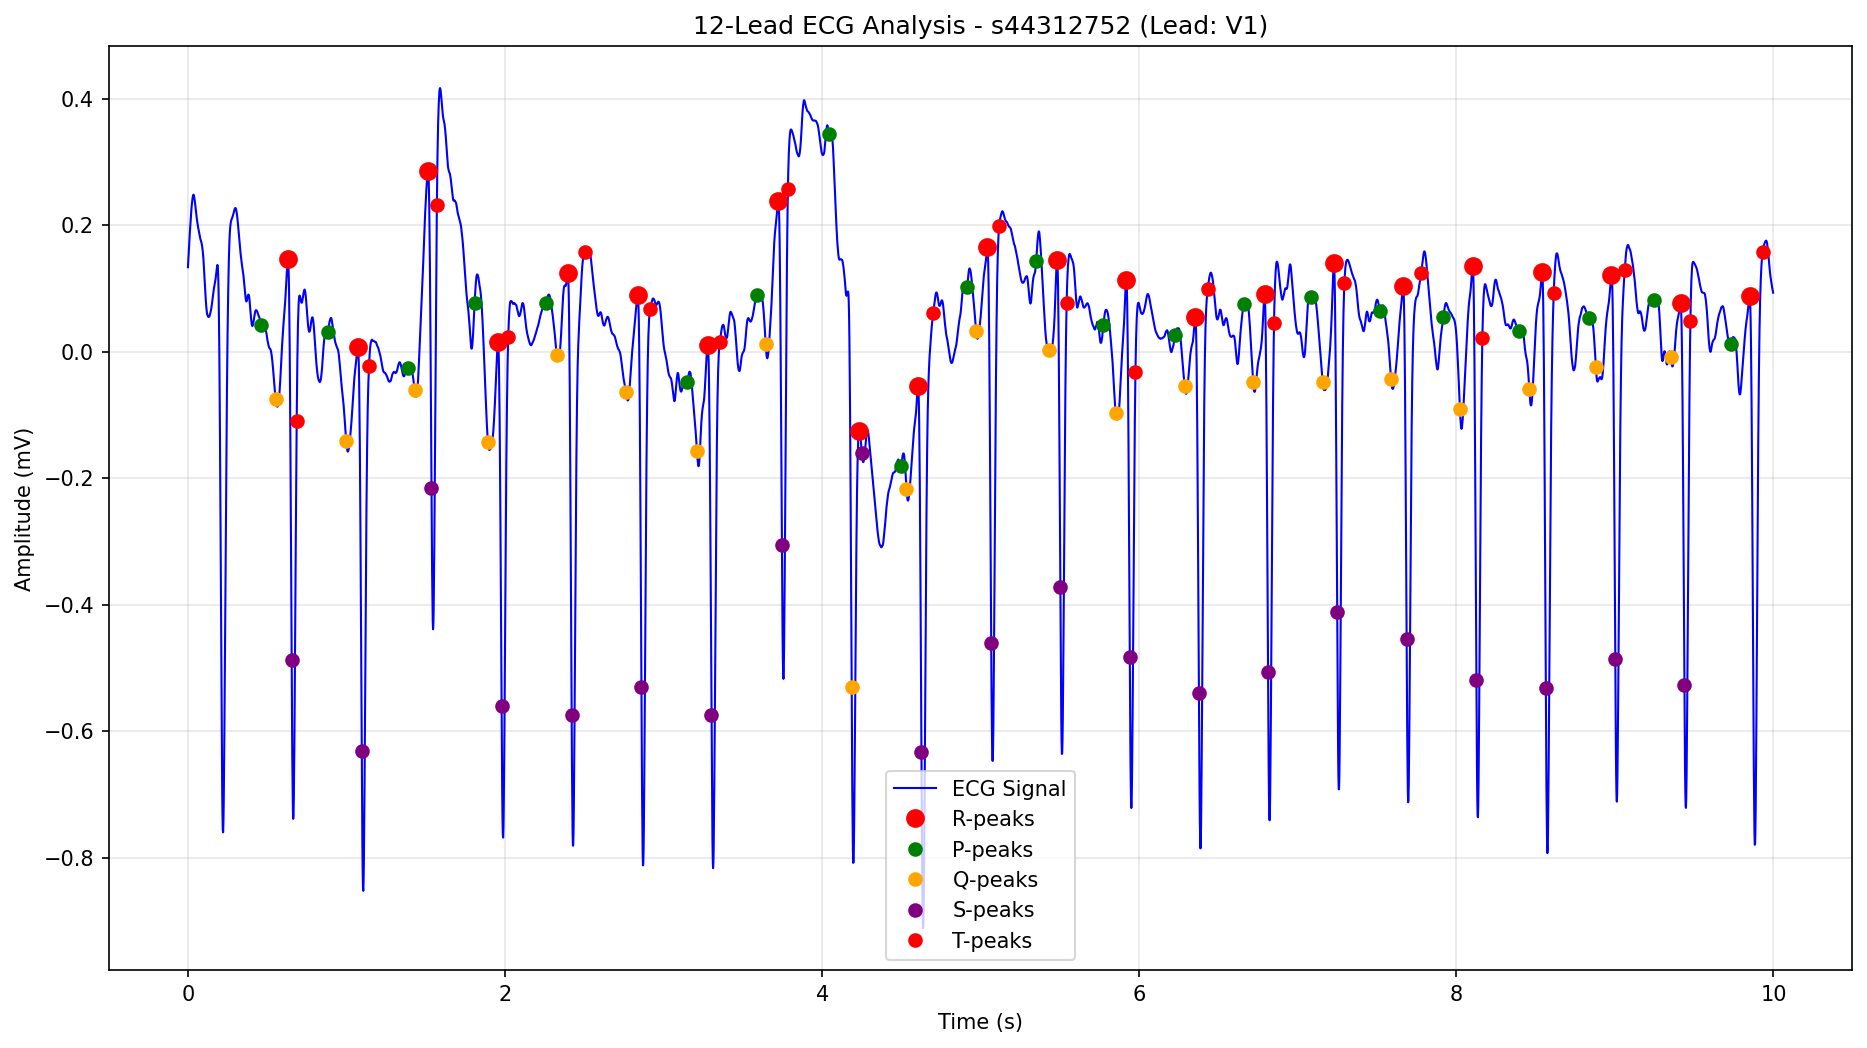 12-Lead ECG Analysis - s44312752 (Lead: V1)
Amplitude (mV)
0.4
0.2
0.0
−0.2
−0.4
−0.6
−0.8
ECG Signal
R-peaks
P-peaks
Q-peaks
S-peaks
T-peaks
0 2 4 6 8 10
Time (s)